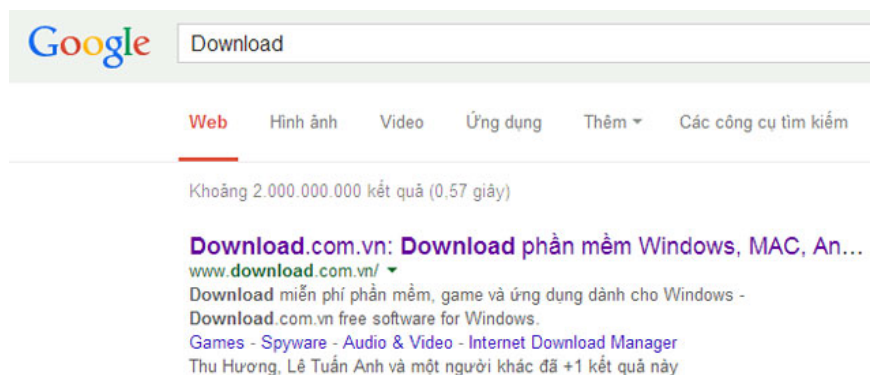 Google Download
Web Hình ảnh Video Ứng dụng Thêm Các công cụ tìm kiếm
Khoảng 2.000.000.000 kết quả (0,57 giây)
Download.com.vn: Download phần mềm Windows, MAC, An...
www.download.com.vn/
Download miễn phí phần mềm, game và ứng dụng dành cho Windows -
Download.com.vn free software for Windows.
Games - Spyware - Audio & Video - Internet Download Manager
Thu Hương, Lê Tuấn Anh và một người khác đã +1 kết quả này